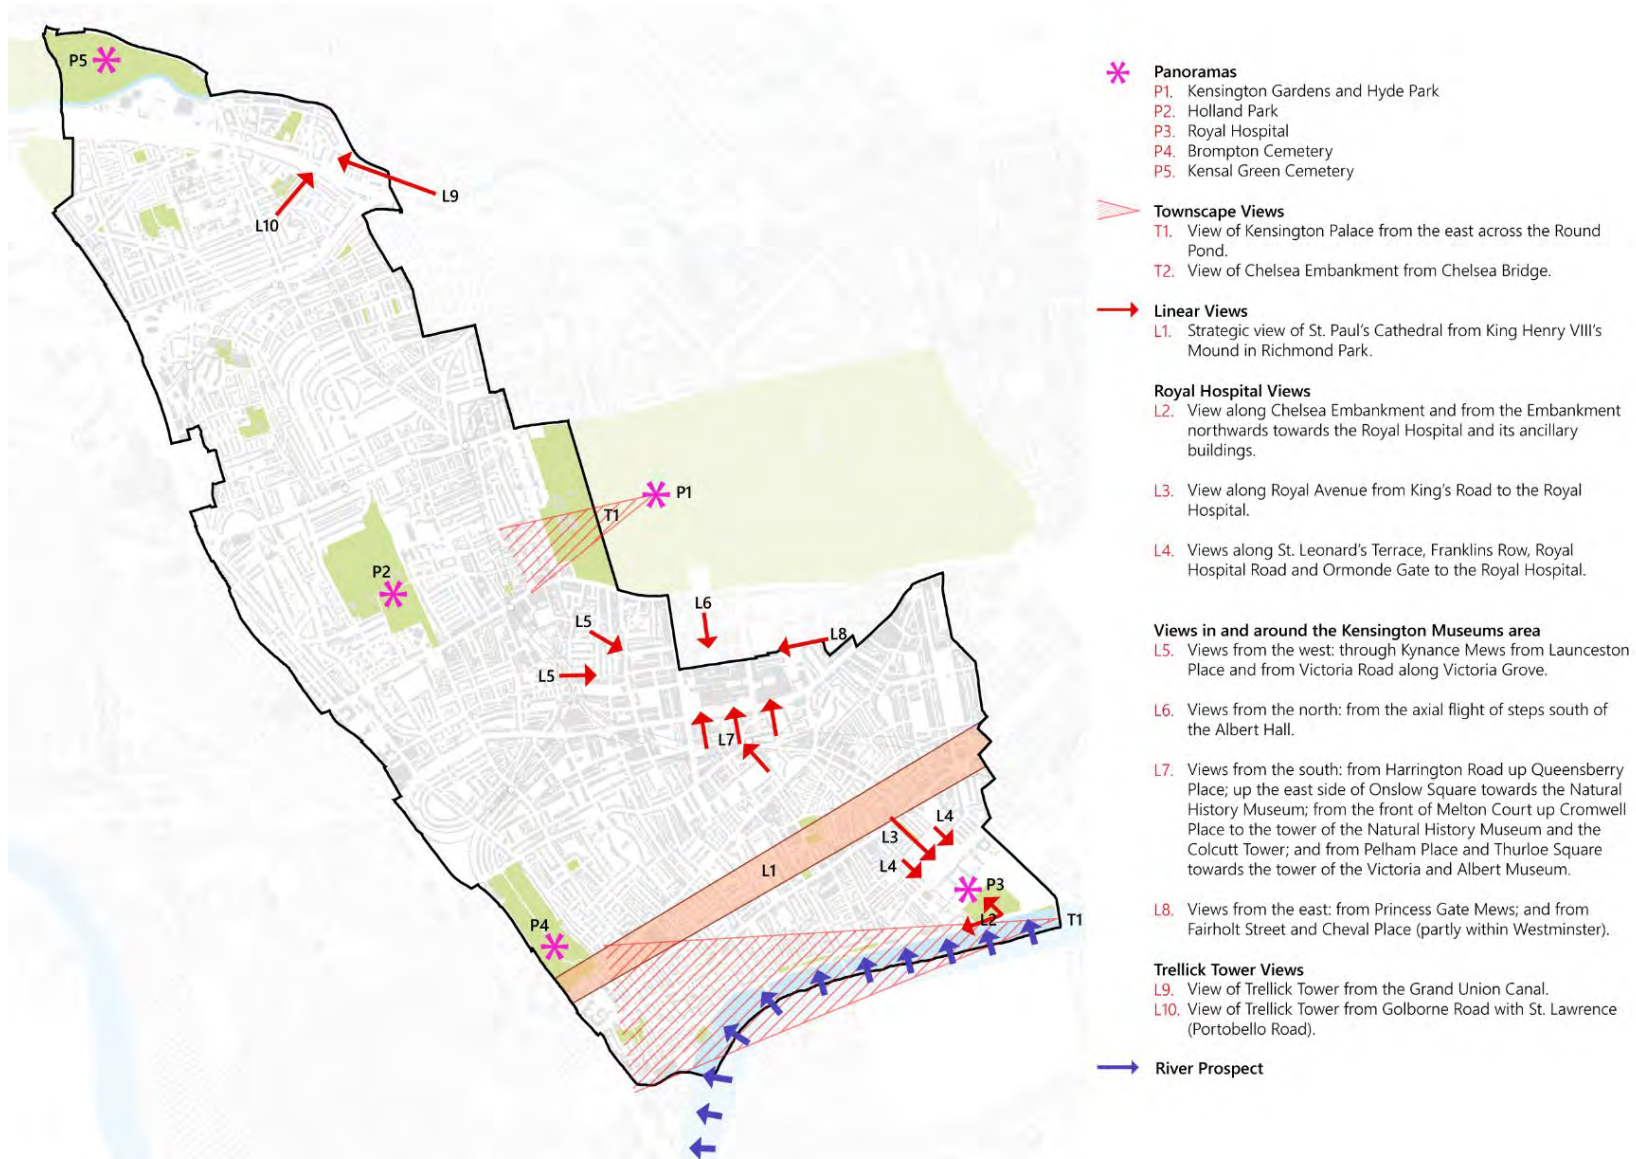 P5
L9
L10
P1
T1
P2
L6
L5
L8
L5
L7
L4
L3
L4
L1
P3
P4
L2
T1
Panoramas
P1. Kensington Gardens and Hyde Park
P2. Holland Park
P3. Royal Hospital
P4. Brompton Cemetery
P5. Kensal Green Cemetery
Townscape Views
T1. View of Kensington Palace from the east across the Round
Pond.
T2. View of Chelsea Embankment from Chelsea Bridge.
Linear Views
L1. Strategic view of St. Paul's Cathedral from King Henry VIII's
Mound in Richmond Park.
Royal Hospital Views
L2. View along Chelsea Embankment and from the Embankment
northwards towards the Royal Hospital and its ancillary
buildings.
L3. View along Royal Avenue from King's Road to the Royal
Hospital.
L4. Views along St. Leonard's Terrace, Franklins Row, Royal
Hospital Road and Ormonde Gate to the Royal Hospital.
Views in and around the Kensington Museums area
L5. Views from the west: through Kynance Mews from Launceston
Place and from Victoria Road along Victoria Grove.
L6. Views from the north: from the axial flight of steps south of
the Albert Hall.
L7. Views from the south: from Harrington Road up Queensberry
Place; up the east side of Onslow Square towards the Natural
History Museum; from the front of Melton Court up Cromwell
Place to the tower of the Natural History Museum and the
Colcutt Tower; and from Pelham Place and Thurloe Square
towards the tower of the Victoria and Albert Museum.
L8. Views from the east: from Princess Gate Mews; and from
Fairholt Street and Cheval Place (partly within Westminster).
Trellick Tower Views
L9. View of Trellick Tower from the Grand Union Canal.
L10. View of Trellick Tower from Golborne Road with St. Lawrence
(Portobello Road).
River Prospect